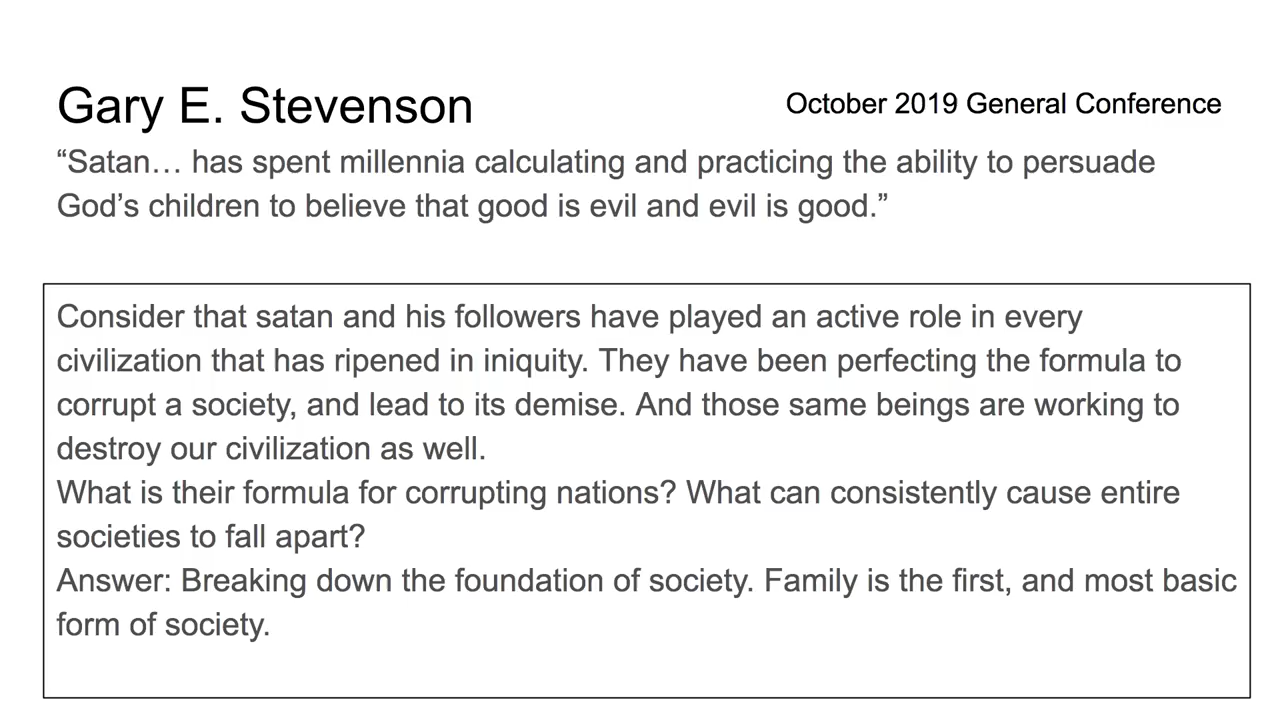 Gary E. Stevenson
October 2019 General Conference
“Satan… has spent millennia calculating and practicing the ability to persuade
God’s children to believe that good is evil and evil is good.”
Consider that satan and his followers have played an active role in every
civilization that has ripened in iniquity. They have been perfecting the formula to
corrupt a society, and lead to its demise. And those same beings are working to
destroy our civilization as well.
What is their formula for corrupting nations? What can consistently cause entire
societies to fall apart?
Answer: Breaking down the foundation of society. Family is the first, and most basic
form of society.